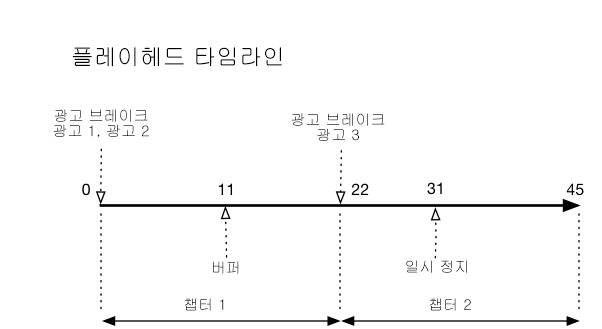 플레이헤드 타임라인
광고 브레이크
광고 1, 광고 2
광고 브레이크
광고 3
0
11
22
31
45
버퍼
일시 정지
챕터 1
챕터 2